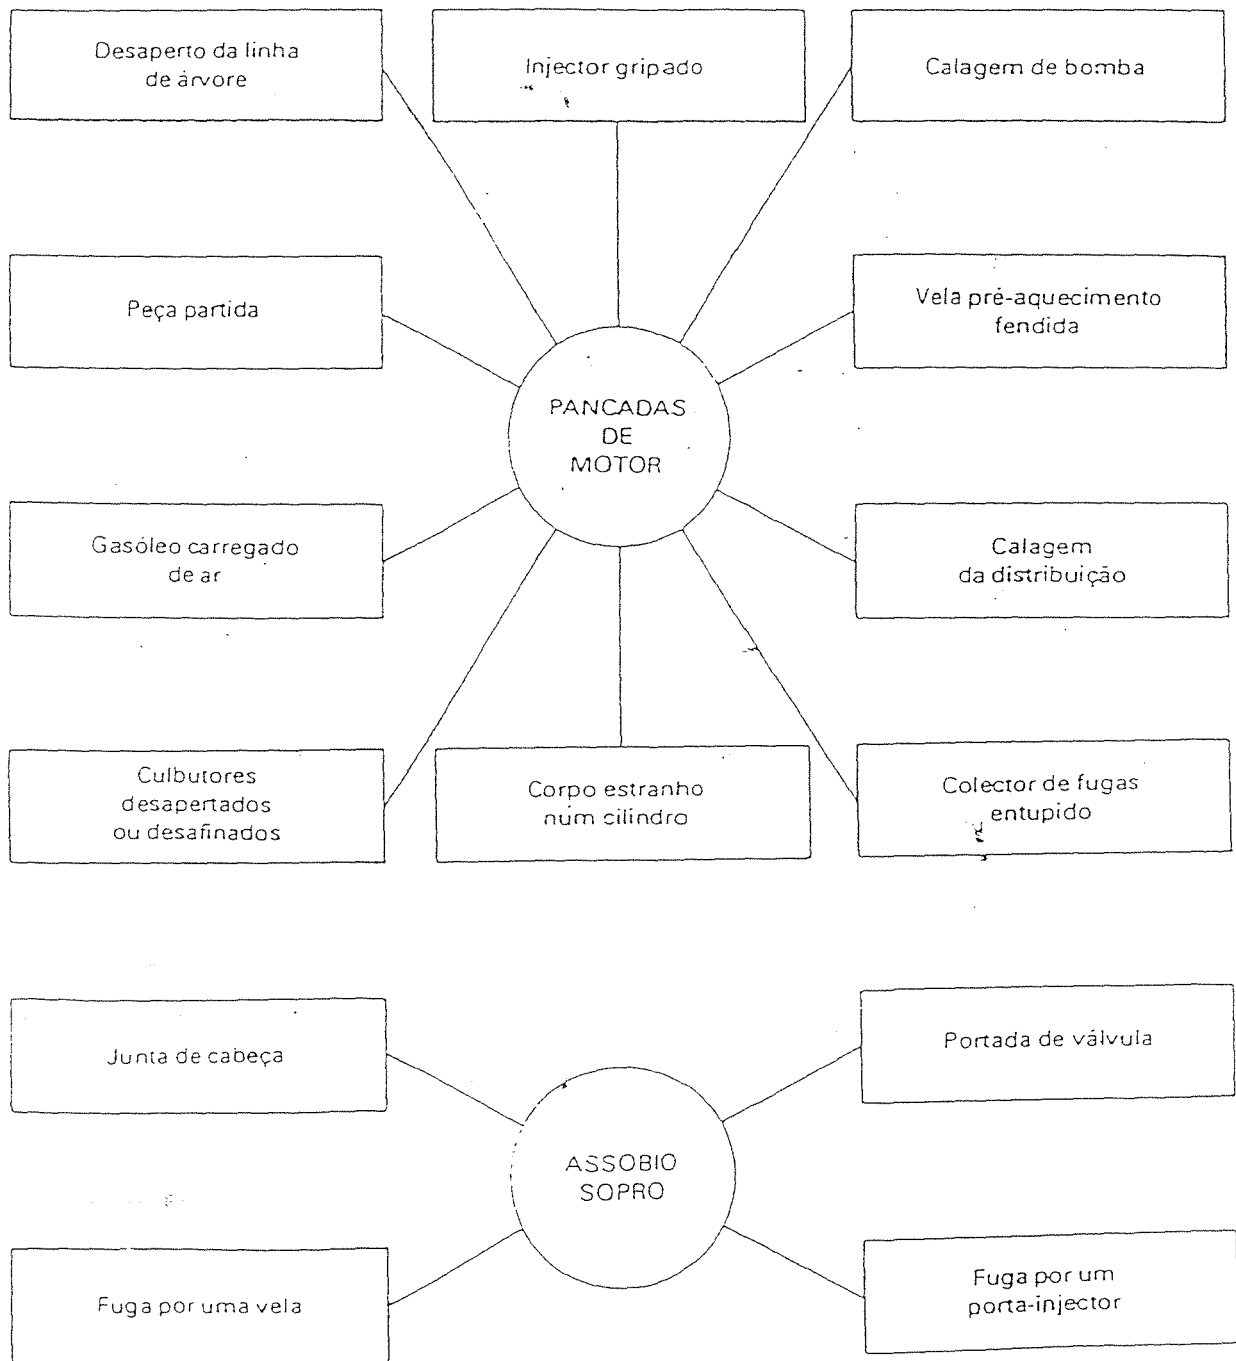 Desaperto da linha
de árvore
Injector gripado
Calagem de bomba
Peça partida
Vela pré-aquecimento
fendida
PANCADAS
DE
MOTOR
Gasóleo carregado
de ar
Calagem
da distribuição
Culbutores
desapertados
ou desafinados
Corpo estranho
num cilindro
Colector de fugas
entupido
Junta de cabeça
Portada de válvula
ASSOBIO
SOPRO
Fuga por uma vela
Fuga por um
porta-injector